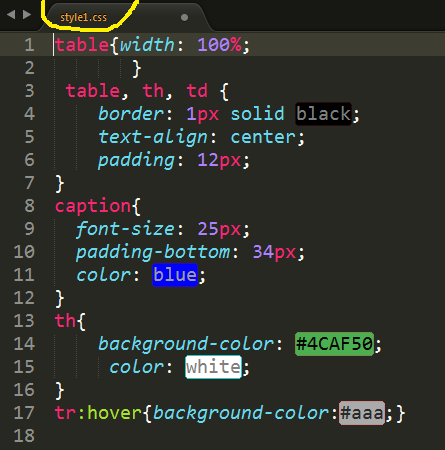 style1.css
1 table{width: 100%;
2 }
3 table, th, td {
4 border: 1px solid black;
5 text-align: center;
6 padding: 12px;
7 }
8 caption{
9 font-size: 25px;
10 padding-bottom: 34px;
11 color: blue;
12 }
13 th{
14 background-color: #4CAF50;
15 color: white;
16 }
17 tr:hover{background-color:#aaa;}
18